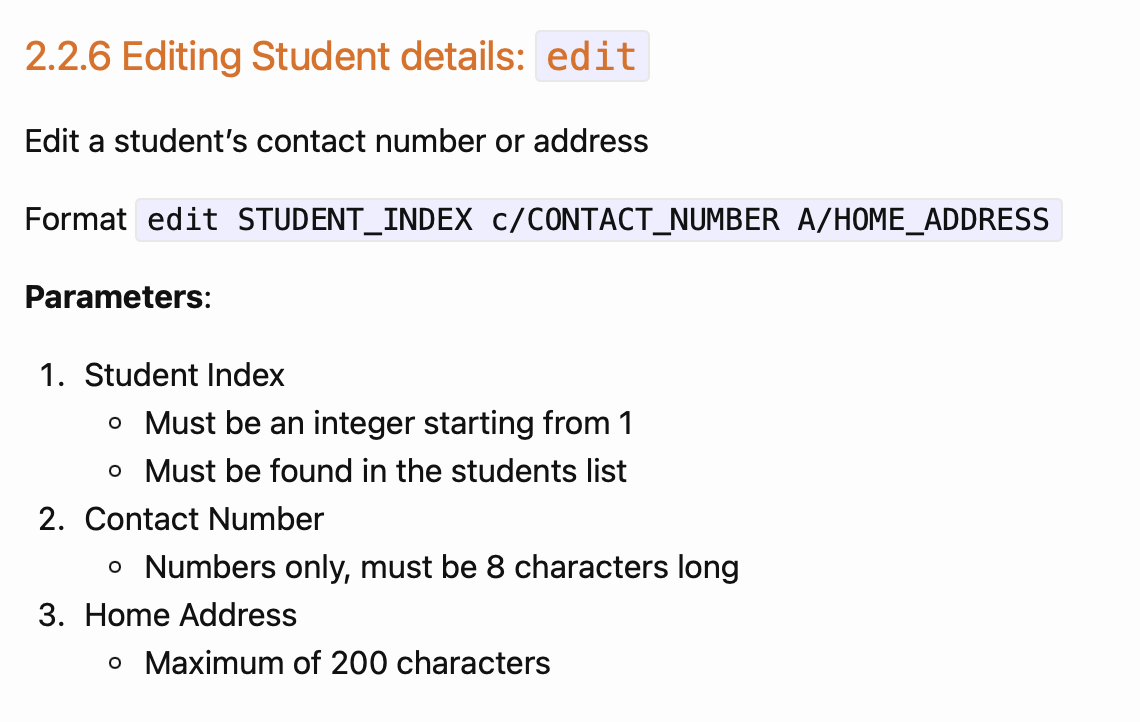 2.2.6 Editing Student details: edit
Edit a student’s contact number or address
Format edit STUDENT_INDEX c/CONTACT_NUMBER A/HOME_ADDRESS
Parameters:
1. Student Index
○ Must be an integer starting from 1
○ Must be found in the students list
2. Contact Number
○ Numbers only, must be 8 characters long
3. Home Address
○ Maximum of 200 characters